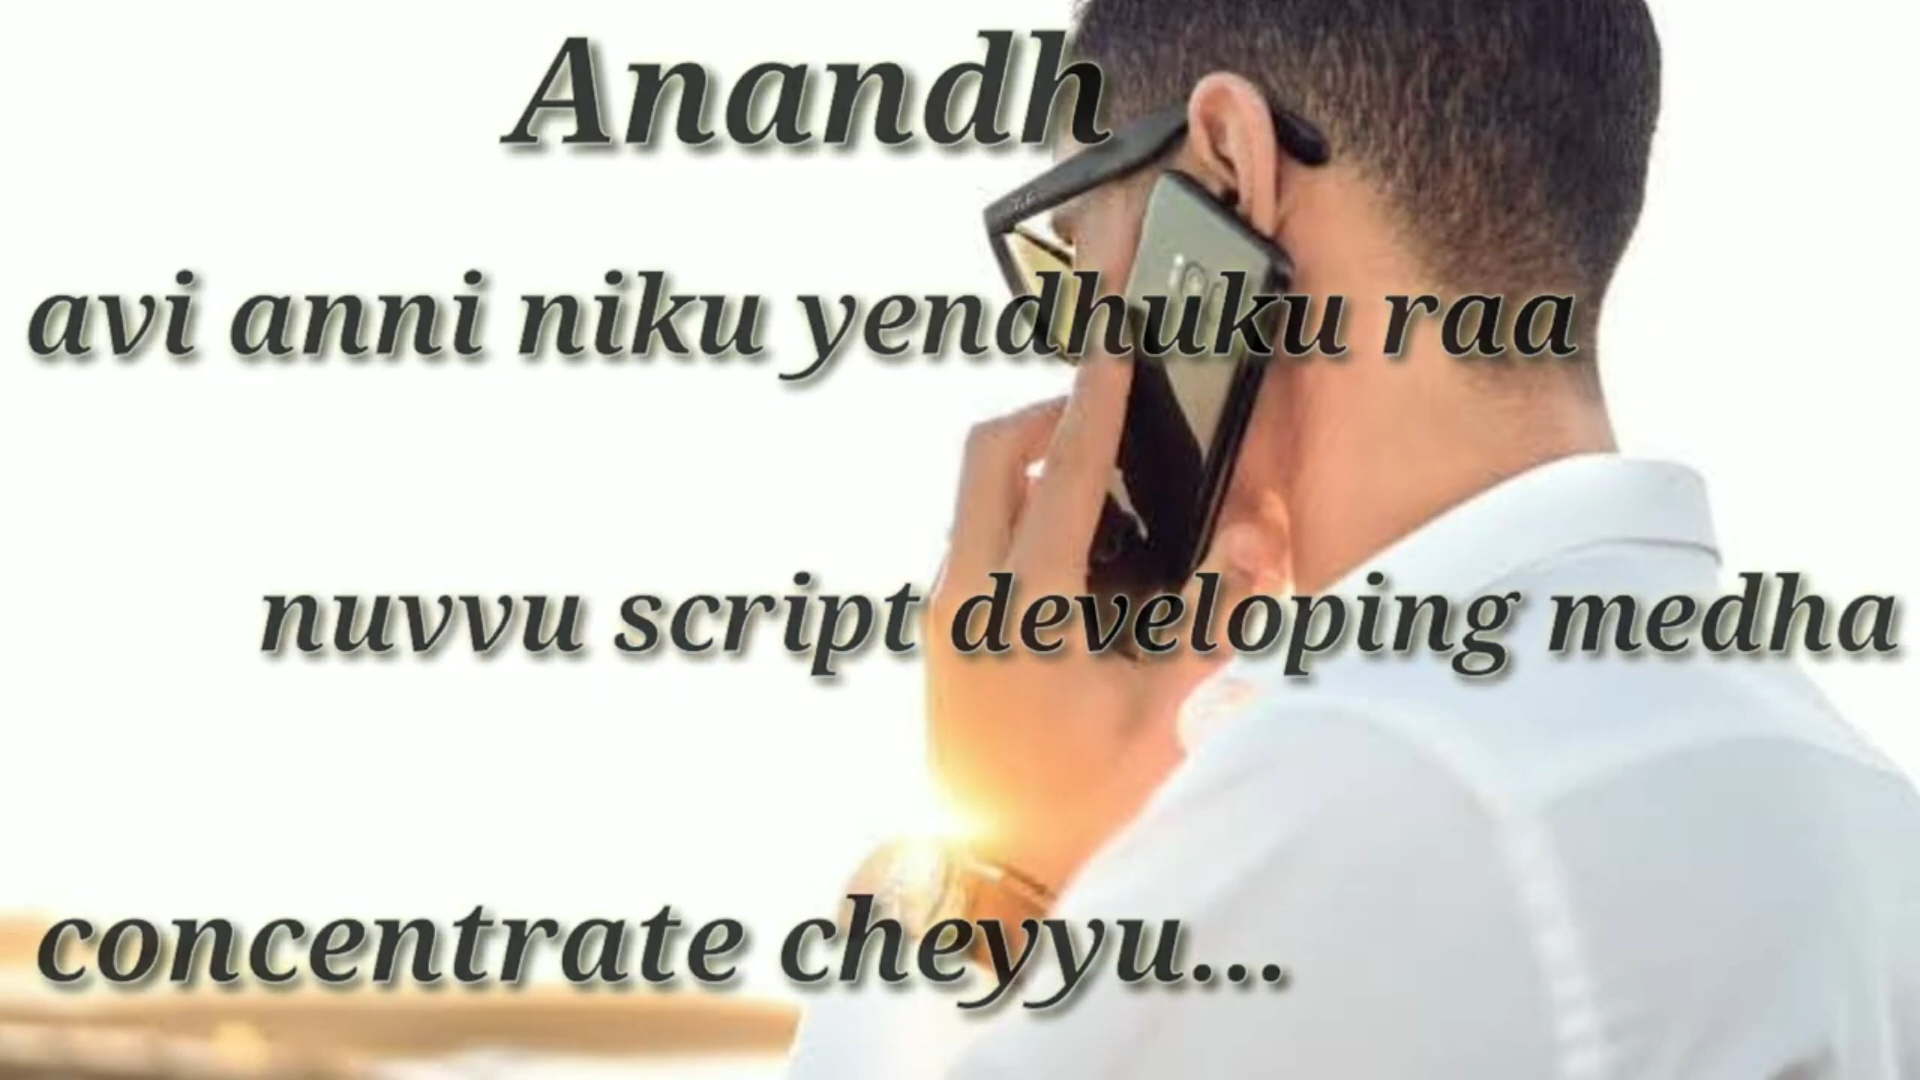 Anandh
avi anni niku yendhuku raa
nuvvu script developing medha
concentrate cheyyu...